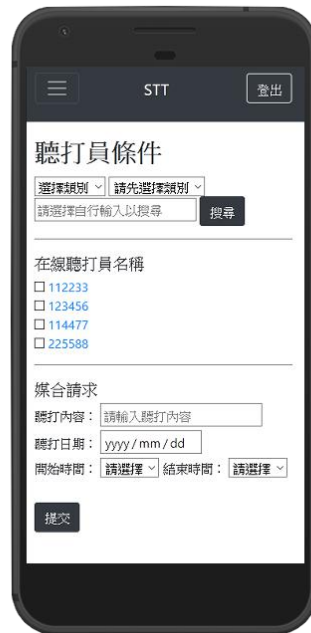 STT 登出
聽打員條件
選擇類別 請先選擇類別
請選擇自行輸入以搜尋 搜尋
在線聽打員名稱
112233
123456
114477
225588
媒合請求
聽打內容： 請輸入聽打內容
聽打日期： yyyy / mm / dd
開始時間： 請選擇 結束時間： 請選擇
提交